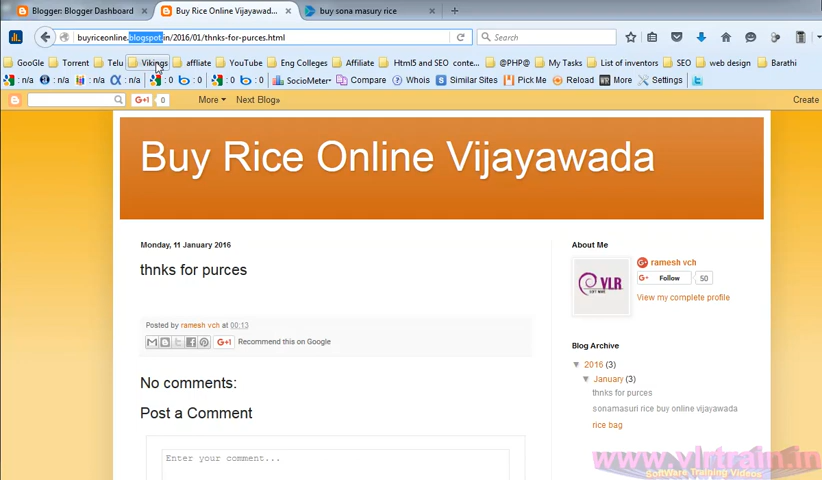 Blogger: Blogger Dashboard × Buy Rice Online Vijayawad... × buy sona masury rice × +
buyriceonline.blogspot.in/2016/01/thnks-for-purces.html Search
GooGle Torrent Telu Vikings affliate YouTube Eng Colleges Affiliate Html5 and SEO conte... @PHP@ My Tasks List of inventors SEO web design Barathi
: n/a : n/a : n/a : n/a : 0 : 0 : 0 : 0 SocioMeter Compare Whois Similar Sites Pick Me Reload More Settings
G+1 0 More Next Blog» Create
Buy Rice Online Vijayawada
Monday, 11 January 2016
thnks for purces
Posted by ramesh vch at 00:13
G+1 Recommend this on Google
No comments:
Post a Comment
Enter your comment...
About Me
VLR
SOFT WARE
ramesh vch
G+ Follow 50
View my complete profile
Blog Archive
▼ 2016 (3)
▼ January (3)
thnks for purces
sonamasuri rice buy online vijayawada
rice bag
www.vlrtrain.in
SoftWare Training Videos